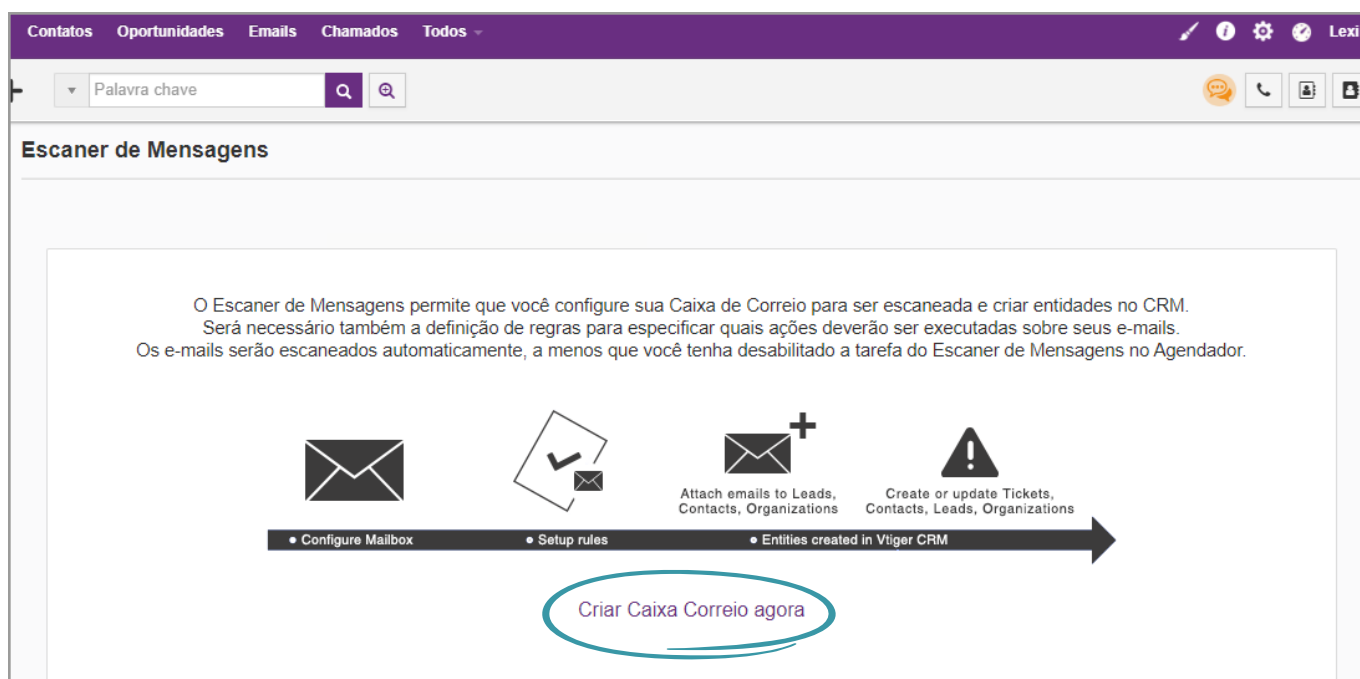 Contatos Oportunidades Emails Chamados Todos Lexi
Palavra chave
Escaner de Mensagens
O Escaner de Mensagens permite que você configure sua Caixa de Correio para ser escaneada e criar entidades no CRM.
Será necessário também a definição de regras para especificar quais ações deverão ser executadas sobre seus e-mails.
Os e-mails serão escaneados automaticamente, a menos que você tenha desabilitado a tarefa do Escaner de Mensagens no Agendador.
Attach emails to Leads,
Contacts, Organizations
Create or update Tickets,
Contacts, Leads, Organizations
• Configure Mailbox • Setup rules • Entities created in Vtiger CRM
Criar Caixa Correio agora